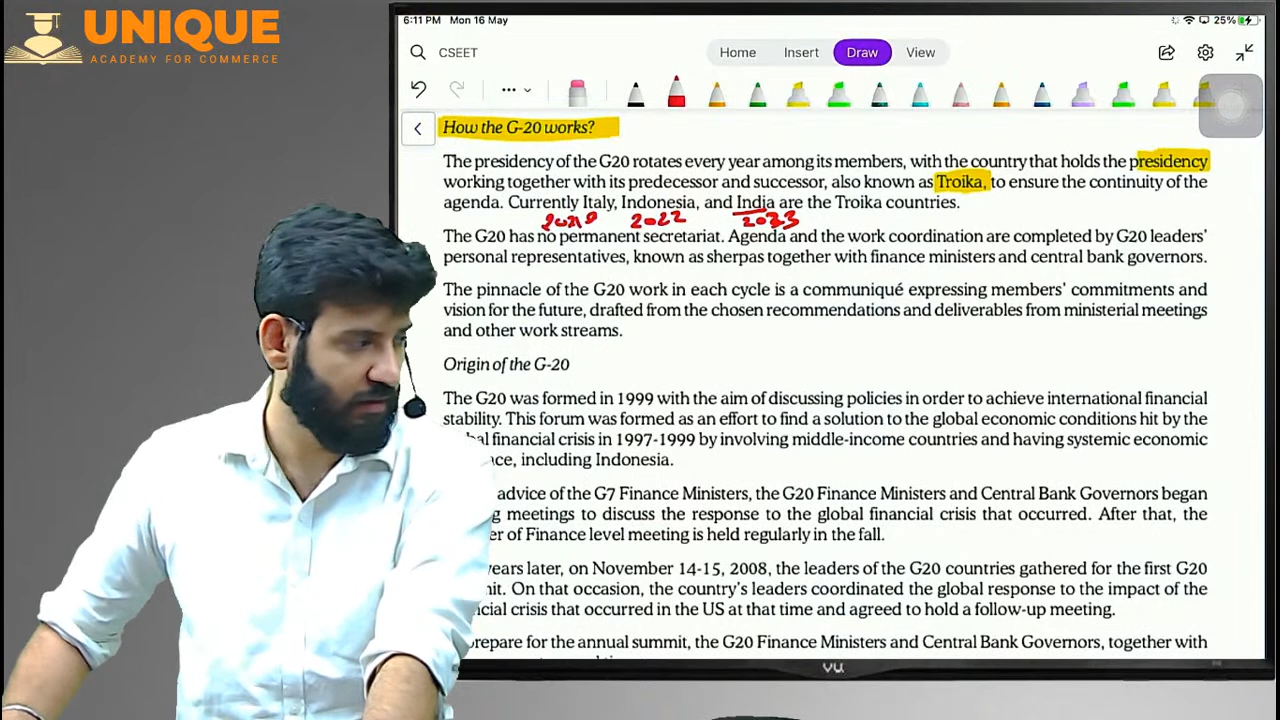 UNIQUE
ACADEMY FOR COMMERCE
6:11 PM Mon 16 May
25%
CSEET
Home Insert Draw View
How the G-20 works?
The presidency of the G20 rotates every year among its members, with the country that holds the presidency
working together with its predecessor and successor, also known as Troika, to ensure the continuity of the
agenda. Currently Italy, Indonesia, and India are the Troika countries.
2022
The G20 has no permanent secretariat. Agenda and the work coordination are completed by G20 leaders'
personal representatives, known as sherpas together with finance ministers and central bank governors.
The pinnacle of the G20 work in each cycle is a communiqué expressing members' commitments and
vision for the future, drafted from the chosen recommendations and deliverables from ministerial meetings
and other work streams.
Origin of the G-20
The G20 was formed in 1999 with the aim of discussing policies in order to achieve international financial
stability. This forum was formed as an effort to find a solution to the global economic conditions hit by the
financial crisis in 1997-1999 by involving middle-income countries and having systemic economic
including Indonesia.
advice of the G7 Finance Ministers, the G20 Finance Ministers and Central Bank Governors began
meetings to discuss the response to the global financial crisis that occurred. After that, the
of Finance level meeting is held regularly in the fall.
years later, on November 14-15, 2008, the leaders of the G20 countries gathered for the first G20
On that occasion, the country's leaders coordinated the global response to the impact of the
crisis that occurred in the US at that time and agreed to hold a follow-up meeting.
prepare for the annual summit, the G20 Finance Ministers and Central Bank Governors, together with
vu